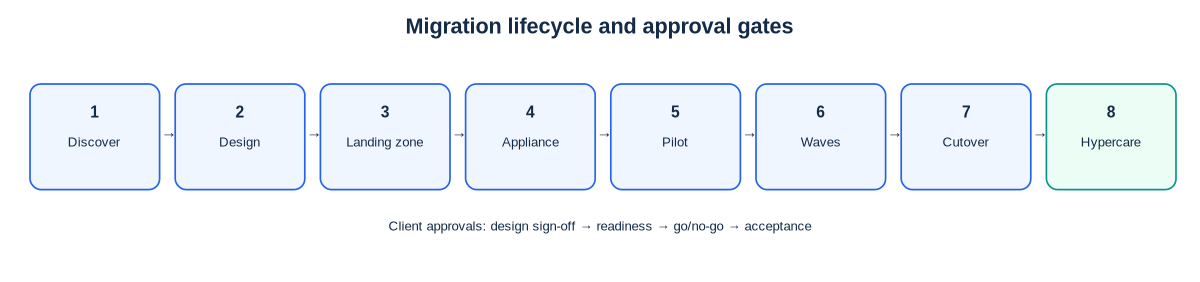 Migration lifecycle and approval gates
1
Discover
→
2
Design
→
3
Landing zone
→
4
Appliance
→
5
Pilot
→
6
Waves
→
7
Cutover
→
8
Hypercare
Client approvals: design sign-off → readiness → go/no-go → acceptance